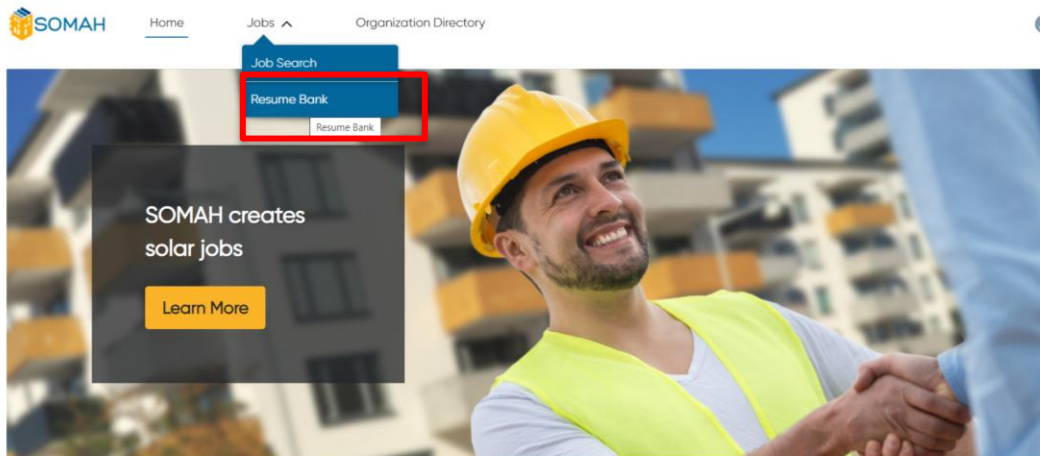 SOMAH
Home
Jobs
Organization Directory
Job Search
Resume Bank
Resume Bank
SOMAH creates
solar jobs
Learn More